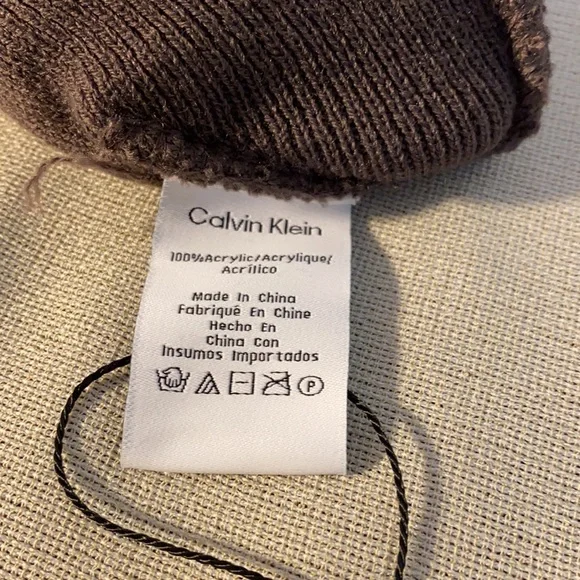 Calvin Klein
100%Acrylic/Acrylique/
Acrílico
Made In China
Fabriqué En Chine
Hecho En
China Con
Insumos Importados
P